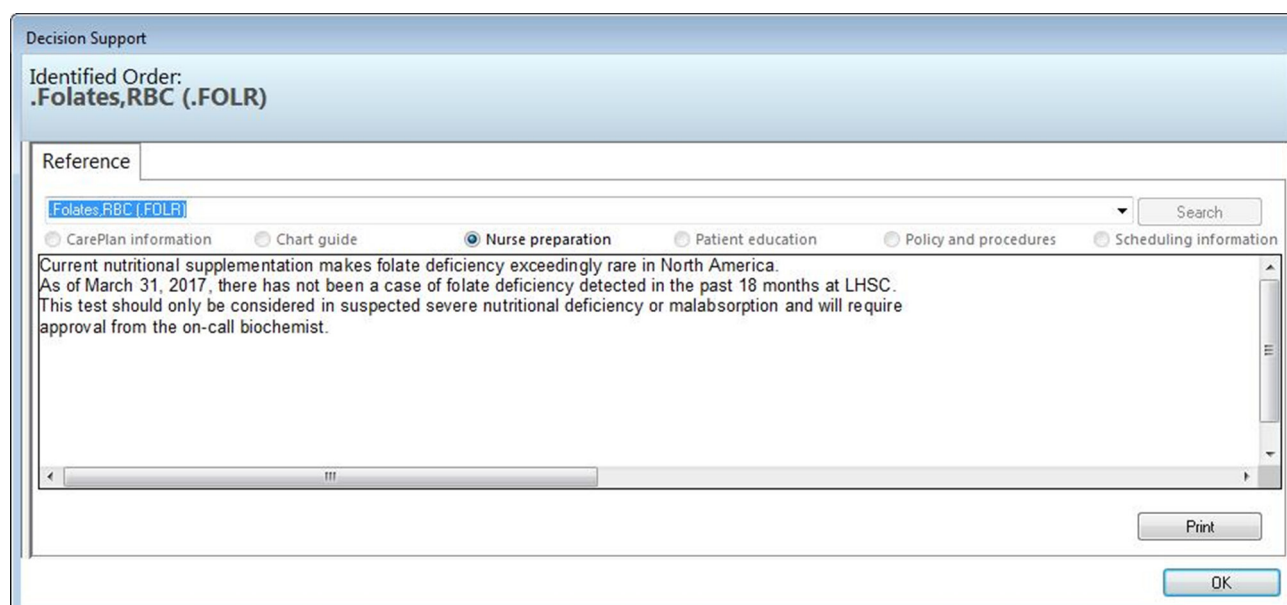 Decision Support
Identified Order:
.Folates,RBC (.FOLR)
Reference
.Folates,RBC (.FOLR)
Search
CarePlan information
Chart guide
Nurse preparation
Patient education
Policy and procedures
Scheduling information
Current nutritional supplementation makes folate deficiency exceedingly rare in North America.
As of March 31, 2017, there has not been a case of folate deficiency detected in the past 18 months at LHSC.
This test should only be considered in suspected severe nutritional deficiency or malabsorption and will require
approval from the on-call biochemist.
Print
OK